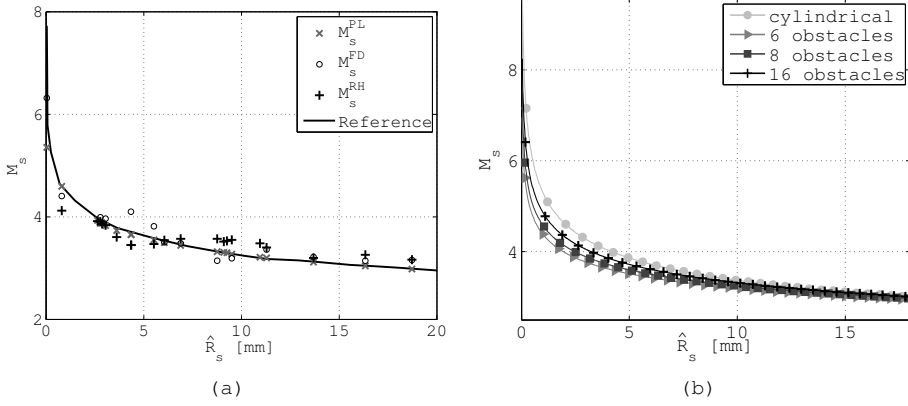 8
6
4
2
0
5
10
15
20
M_s
R̂_s [mm]
M_s^PL
M_s^FD
M_s^RH
Reference
(a)
8
6
4
0
5
10
15
M_s
R̂_s [mm]
cylindrical
6 obstacles
8 obstacles
16 obstacles
(b)